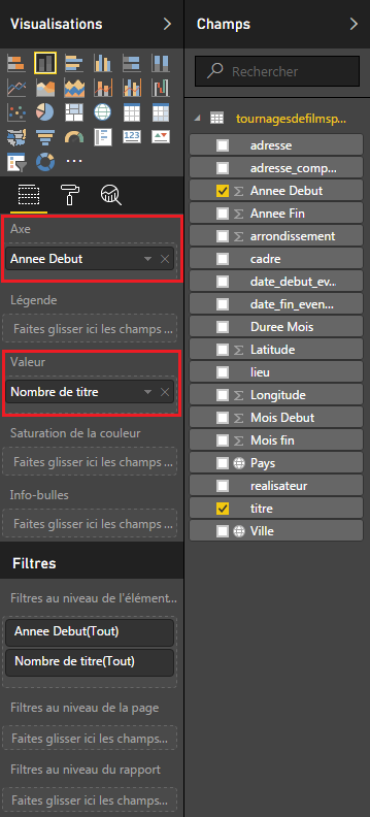 Visualisations
123
Axe
Annee Debut
Légende
Faites glisser ici les champs ...
Valeur
Nombre de titre
Saturation de la couleur
Faites glisser ici les champs ...
Info-bulles
Faites glisser ici les champs ...
Filtres
Filtres au niveau de l'élément...
Annee Debut(Tout)
Nombre de titre(Tout)
Filtres au niveau de la page
Faites glisser ici les champs...
Filtres au niveau du rapport
Faites glisser ici les champs...
Champs
Rechercher
tournagesdefilmsp...
adresse
adresse_comp...
Annee Debut
Annee Fin
arrondissement
cadre
date_debut_ev...
date_fin_even...
Duree Mois
Latitude
lieu
Longitude
Mois Debut
Mois fin
Pays
realisateur
titre
Ville